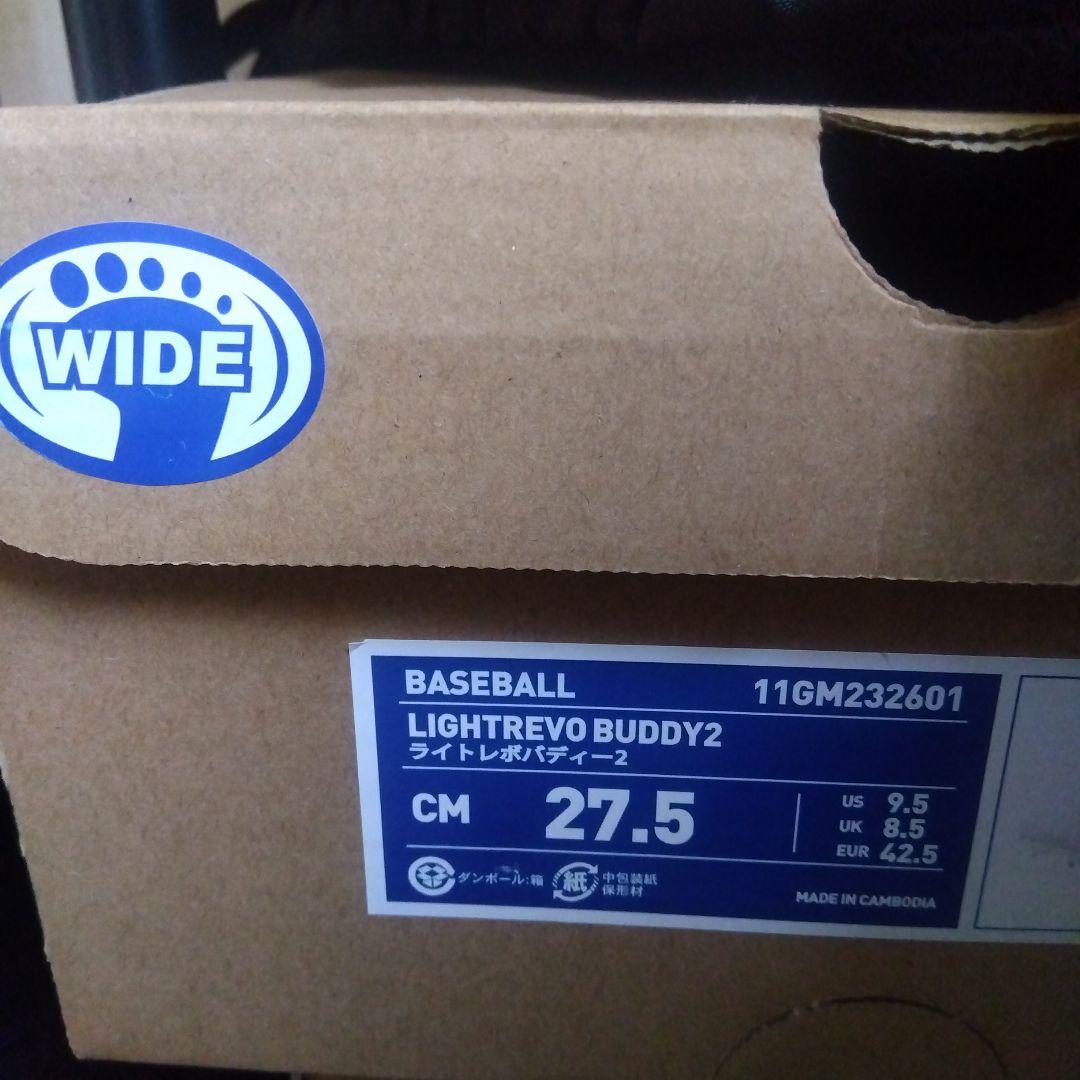 WIDE
BASEBALL 11GM232601
LIGHTREVO BUDDY2
ライトレボバディー2
CM 27.5
US 9.5
UK 8.5
EUR 42.5
ダンボール:箱
紙 中包装紙
保形材
MADE IN CAMBODIA